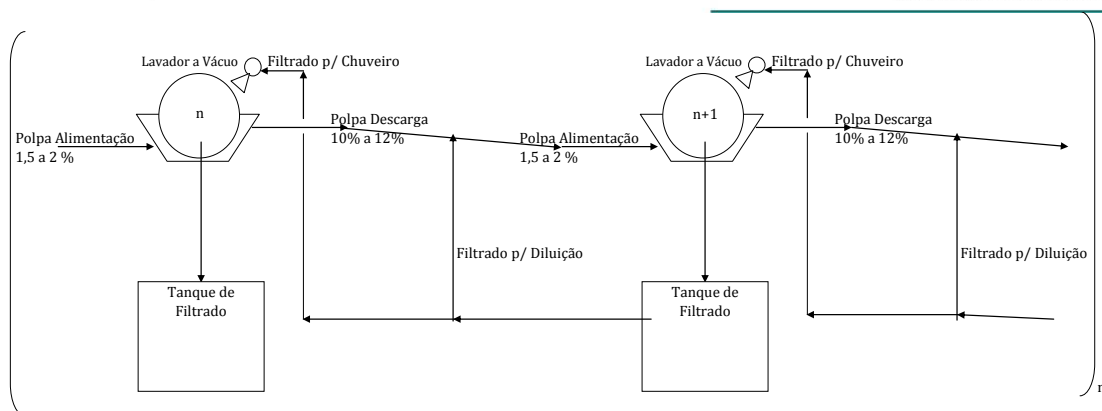 Lavador a Vácuo
Filtrado p/ Chuveiro
n
Polpa Descarga
10% a 12%
Polpa Alimentação
1,5 a 2 %
Filtrado p/ Diluição
Tanque de
Filtrado
Lavador a Vácuo
Filtrado p/ Chuveiro
n+1
Polpa Descarga
10% a 12%
Polpa Alimentação
1,5 a 2 %
Filtrado p/ Diluição
Tanque de
Filtrado